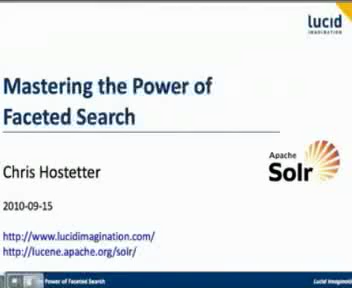 lucid
IMAGINATION
Mastering the Power of
Faceted Search
Chris Hostetter
Apache
Solr
2010-09-15
http://www.lucidimagination.com/
http://lucene.apache.org/solr/
Power of Faceted Search
Lucid Imagina